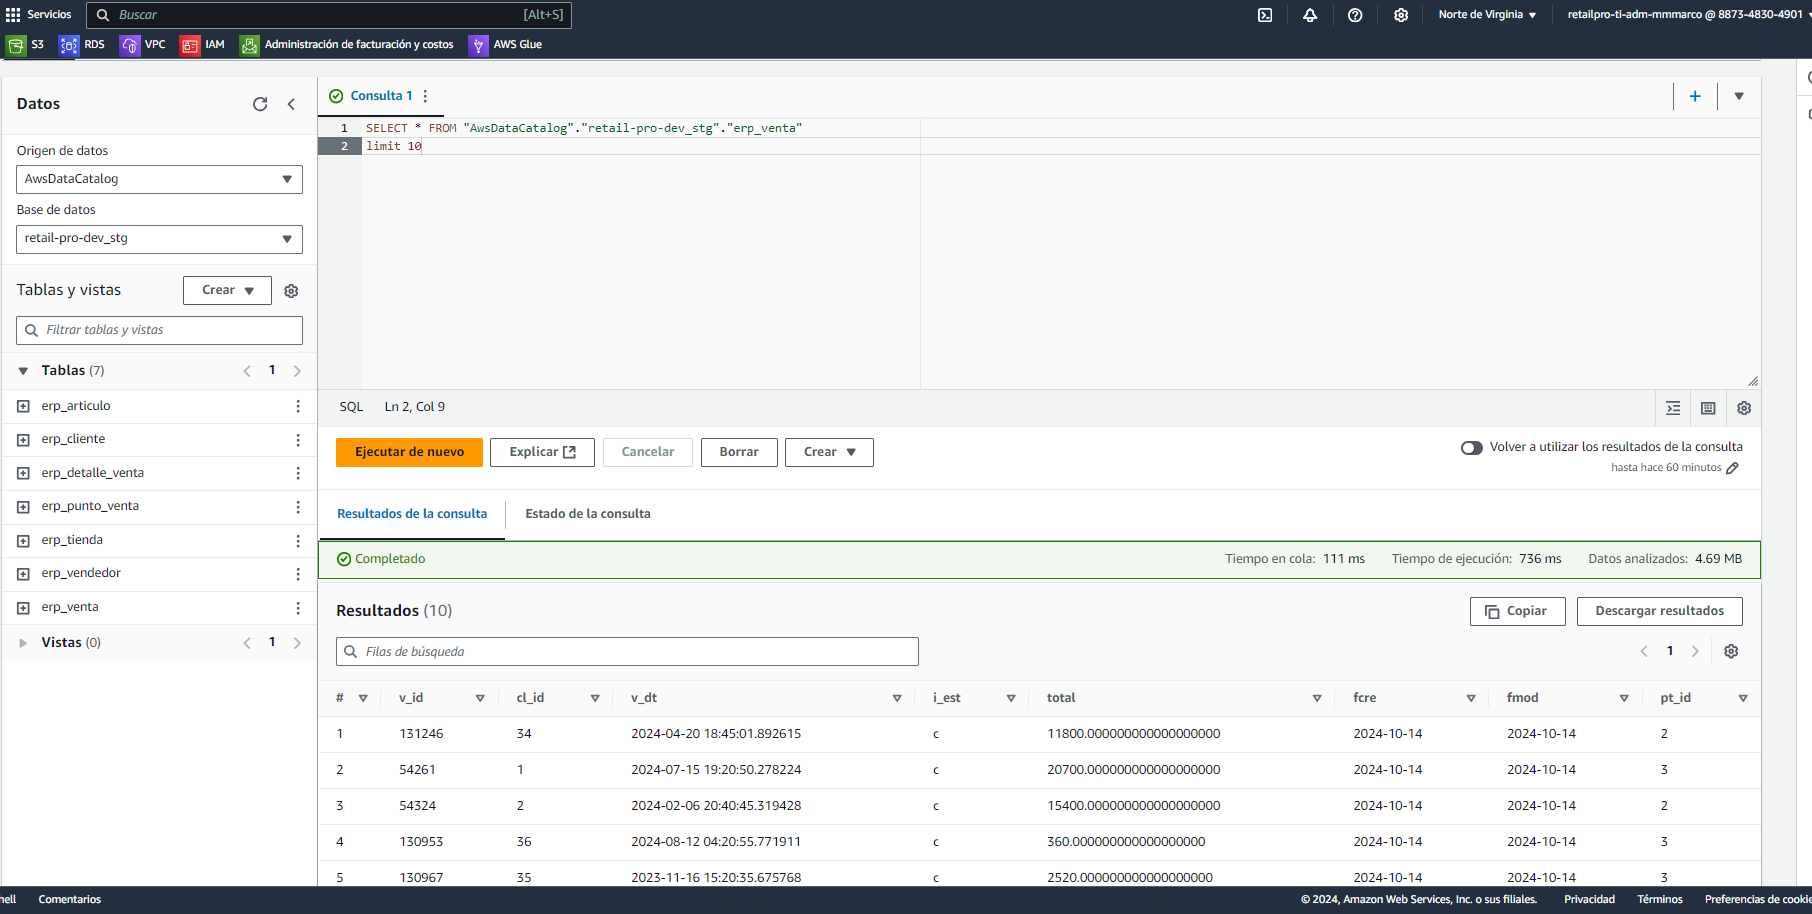 Servicios
Buscar [Alt+S]
Norte de Virginia
retailpro-ti-adm-mmmarco @ 8873-4830-4901
S3 RDS VPC IAM Administración de facturación y costos AWS Glue
Datos
Origen de datos
AwsDataCatalog
Base de datos
retail-pro-dev_stg
Tablas y vistas
Crear
Filtrar tablas y vistas
Tablas (7) 1
erp_articulo
erp_cliente
erp_detalle_venta
erp_punto_venta
erp_tienda
erp_vendedor
erp_venta
Vistas (0) 1
Consulta 1
1 SELECT * FROM "AwsDataCatalog"."retail-pro-dev_stg"."erp_venta"
2 limit 10
SQL Ln 2, Col 9
Ejecutar de nuevo Explicar Cancelar Borrar Crear
Volver a utilizar los resultados de la consulta
hasta hace 60 minutos
Resultados de la consulta Estado de la consulta
Completado Tiempo en cola: 111 ms Tiempo de ejecución: 736 ms Datos analizados: 4.69 MB
Resultados (10) Copiar Descargar resultados
Filas de búsqueda 1
# v_id cl_id v_dt i_est total fcre fmod pt_id
1 131246 34 2024-04-20 18:45:01.892615 c 11800.000000000000000000 2024-10-14 2024-10-14 2
2 54261 1 2024-07-15 19:20:50.278224 c 20700.000000000000000000 2024-10-14 2024-10-14 3
3 54324 2 2024-02-06 20:40:45.319428 c 15400.000000000000000000 2024-10-14 2024-10-14 2
4 130953 36 2024-08-12 04:20:55.771911 c 360.000000000000000000 2024-10-14 2024-10-14 3
5 130967 35 2023-11-16 15:20:35.675768 c 2520.000000000000000000 2024-10-14 2024-10-14 3
hell Comentarios © 2024, Amazon Web Services, Inc. o sus filiales. Privacidad Términos Preferencias de cookie